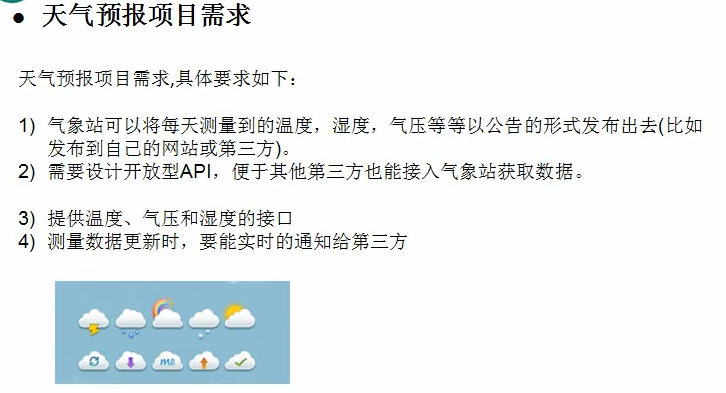 ● 天气预报项目需求
天气预报项目需求,具体要求如下：
1) 气象站可以将每天测量到的温度，湿度，气压等等以公告的形式发布出去(比如
发布到自己的网站或第三方)。
2) 需要设计开放型API，便于其他第三方也能接入气象站获取数据。
3) 提供温度、气压和湿度的接口
4) 测量数据更新时，要能实时的通知给第三方
me